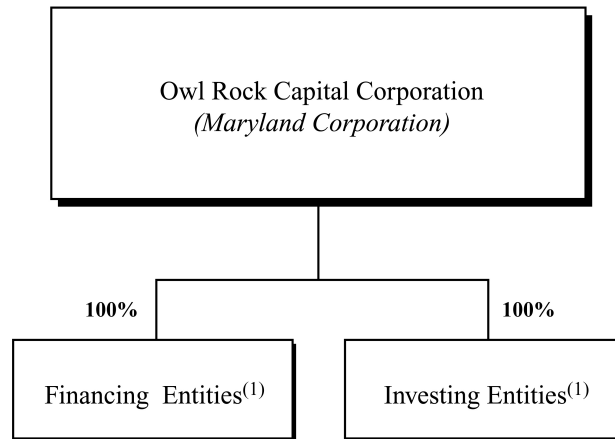 Owl Rock Capital Corporation
(Maryland Corporation)
100%
100%
Financing Entities(1)
Investing Entities(1)